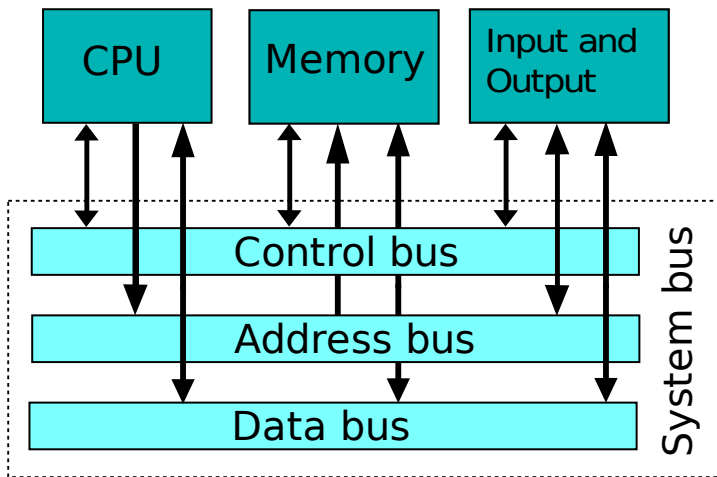 CPU
Memory
Input and
Output
Control bus
Address bus
Data bus
System bus